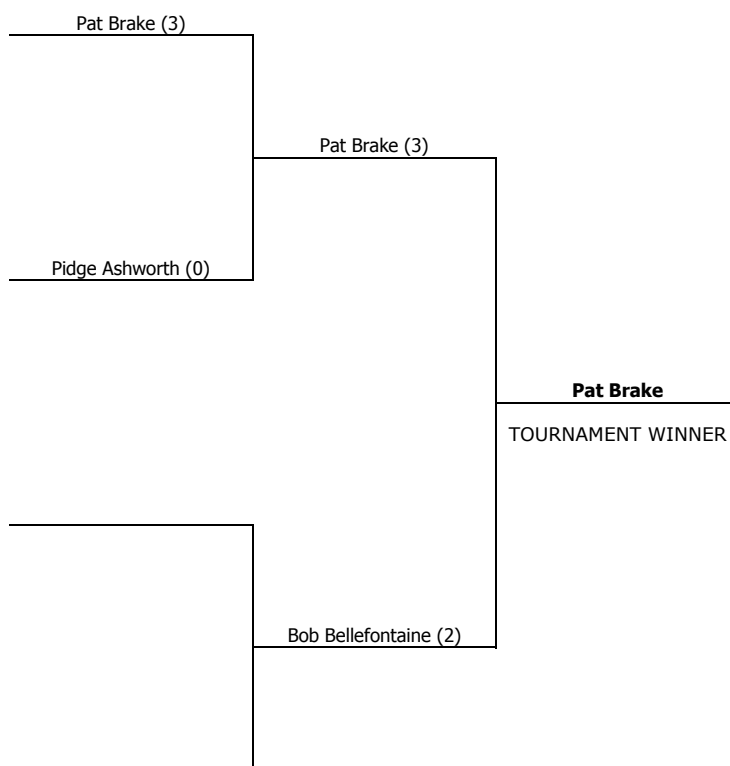 Pat Brake (3)
Pat Brake (3)
Pidge Ashworth (0)
Pat Brake
TOURNAMENT WINNER
Bob Bellefontaine (2)